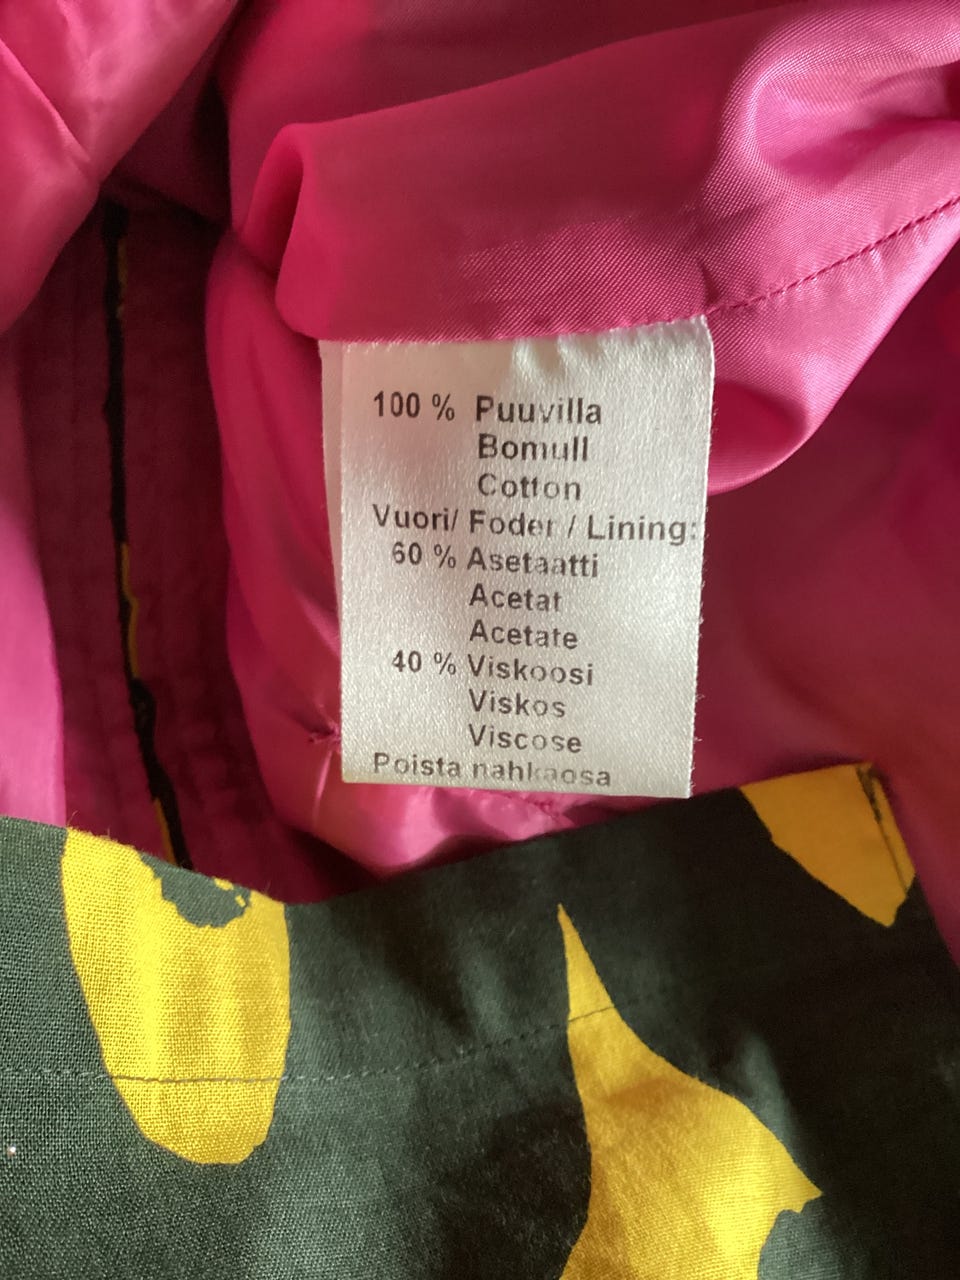 100 % Puuvilla
Bomull
Cotton
Vuori/ Foder / Lining:
60 % Asetaatti
Acetat
Acetate
40 % Viskoosi
Viskos
Viscose
Poista nahkaosa